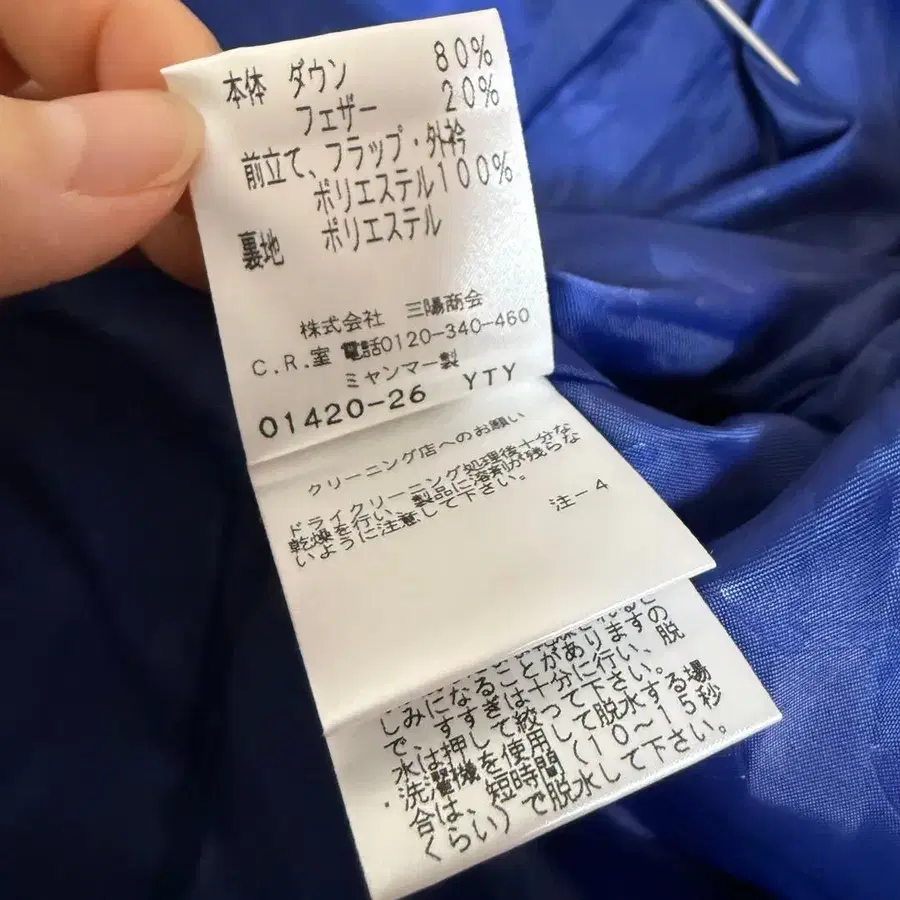 本体 ダウン 80%
フェザー 20%
前立て、フラップ・外衿
ポリエステル100%
裏地 ポリエステル
株式会社 三陽商会
C.R.室 電話0120-340-460
ミヤンマー製
01420-26 YTY
クリーニング店へのお願い
ドライクリーニング処理後十分な
乾燥を行い、製品に溶剤が残らな
いように注意して下さい。
注-4
しみになることがありますの
で、すすぎは十分に行い、脱
水は押して絞って下さい。
・洗濯機を使用して脱水する場
合は、短時間(10~15秒
くらい)で脱水して下さい。